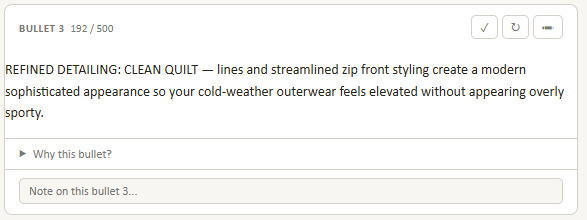 BULLET 3 192 / 500
REFINED DETAILING: CLEAN QUILT — lines and streamlined zip front styling create a modern
sophisticated appearance so your cold-weather outerwear feels elevated without appearing overly
sporty.
Why this bullet?
Note on this bullet 3...